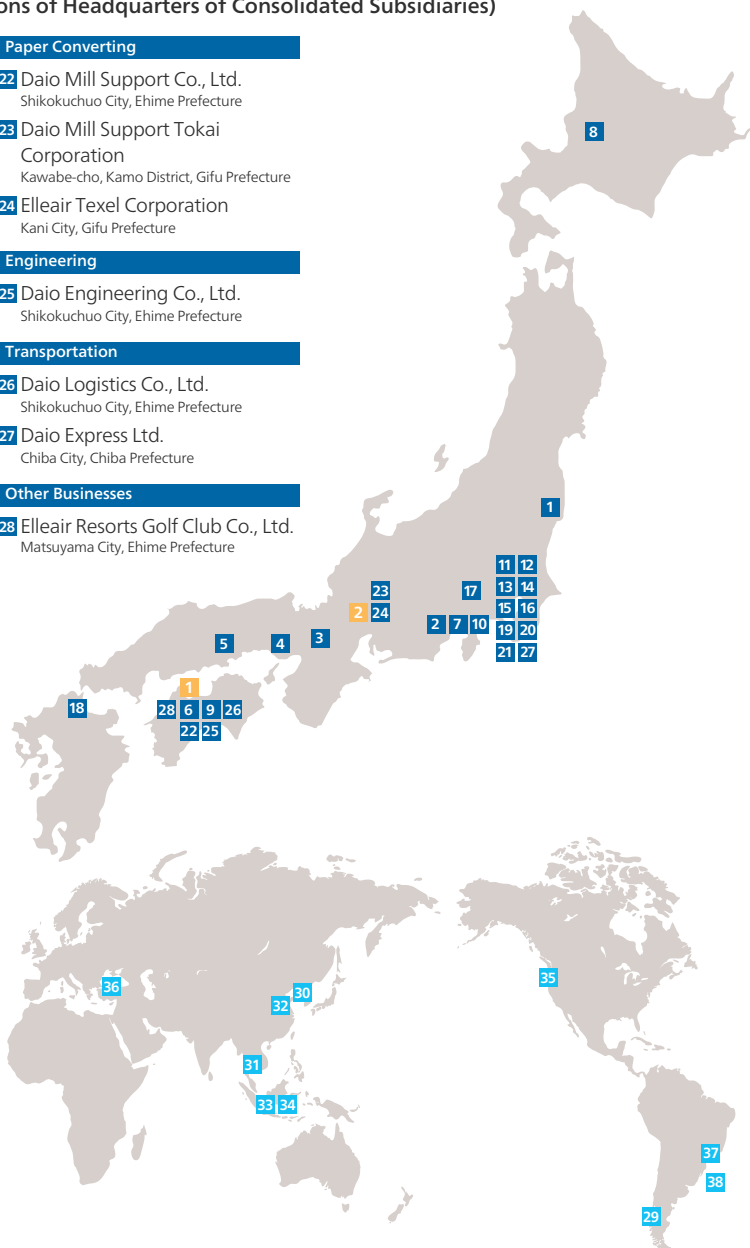 ons of Headquarters of Consolidated Subsidiaries)
Paper Converting
22 Daio Mill Support Co., Ltd.
Shikokuchuo City, Ehime Prefecture
23 Daio Mill Support Tokai
Corporation
Kawabe-cho, Kamo District, Gifu Prefecture
24 Elleair Texel Corporation
Kani City, Gifu Prefecture
Engineering
25 Daio Engineering Co., Ltd.
Shikokuchuo City, Ehime Prefecture
Transportation
26 Daio Logistics Co., Ltd.
Shikokuchuo City, Ehime Prefecture
27 Daio Express Ltd.
Chiba City, Chiba Prefecture
Other Businesses
28 Elleair Resorts Golf Club Co., Ltd.
Matsuyama City, Ehime Prefecture
8
1
11 12
23 17 13 14
2 24 15 16
2 7 10
19 20
5 4 3
21 27
1
18 28 6 9 26
22 25
35
36
30
32
31
33 34
37
38
29